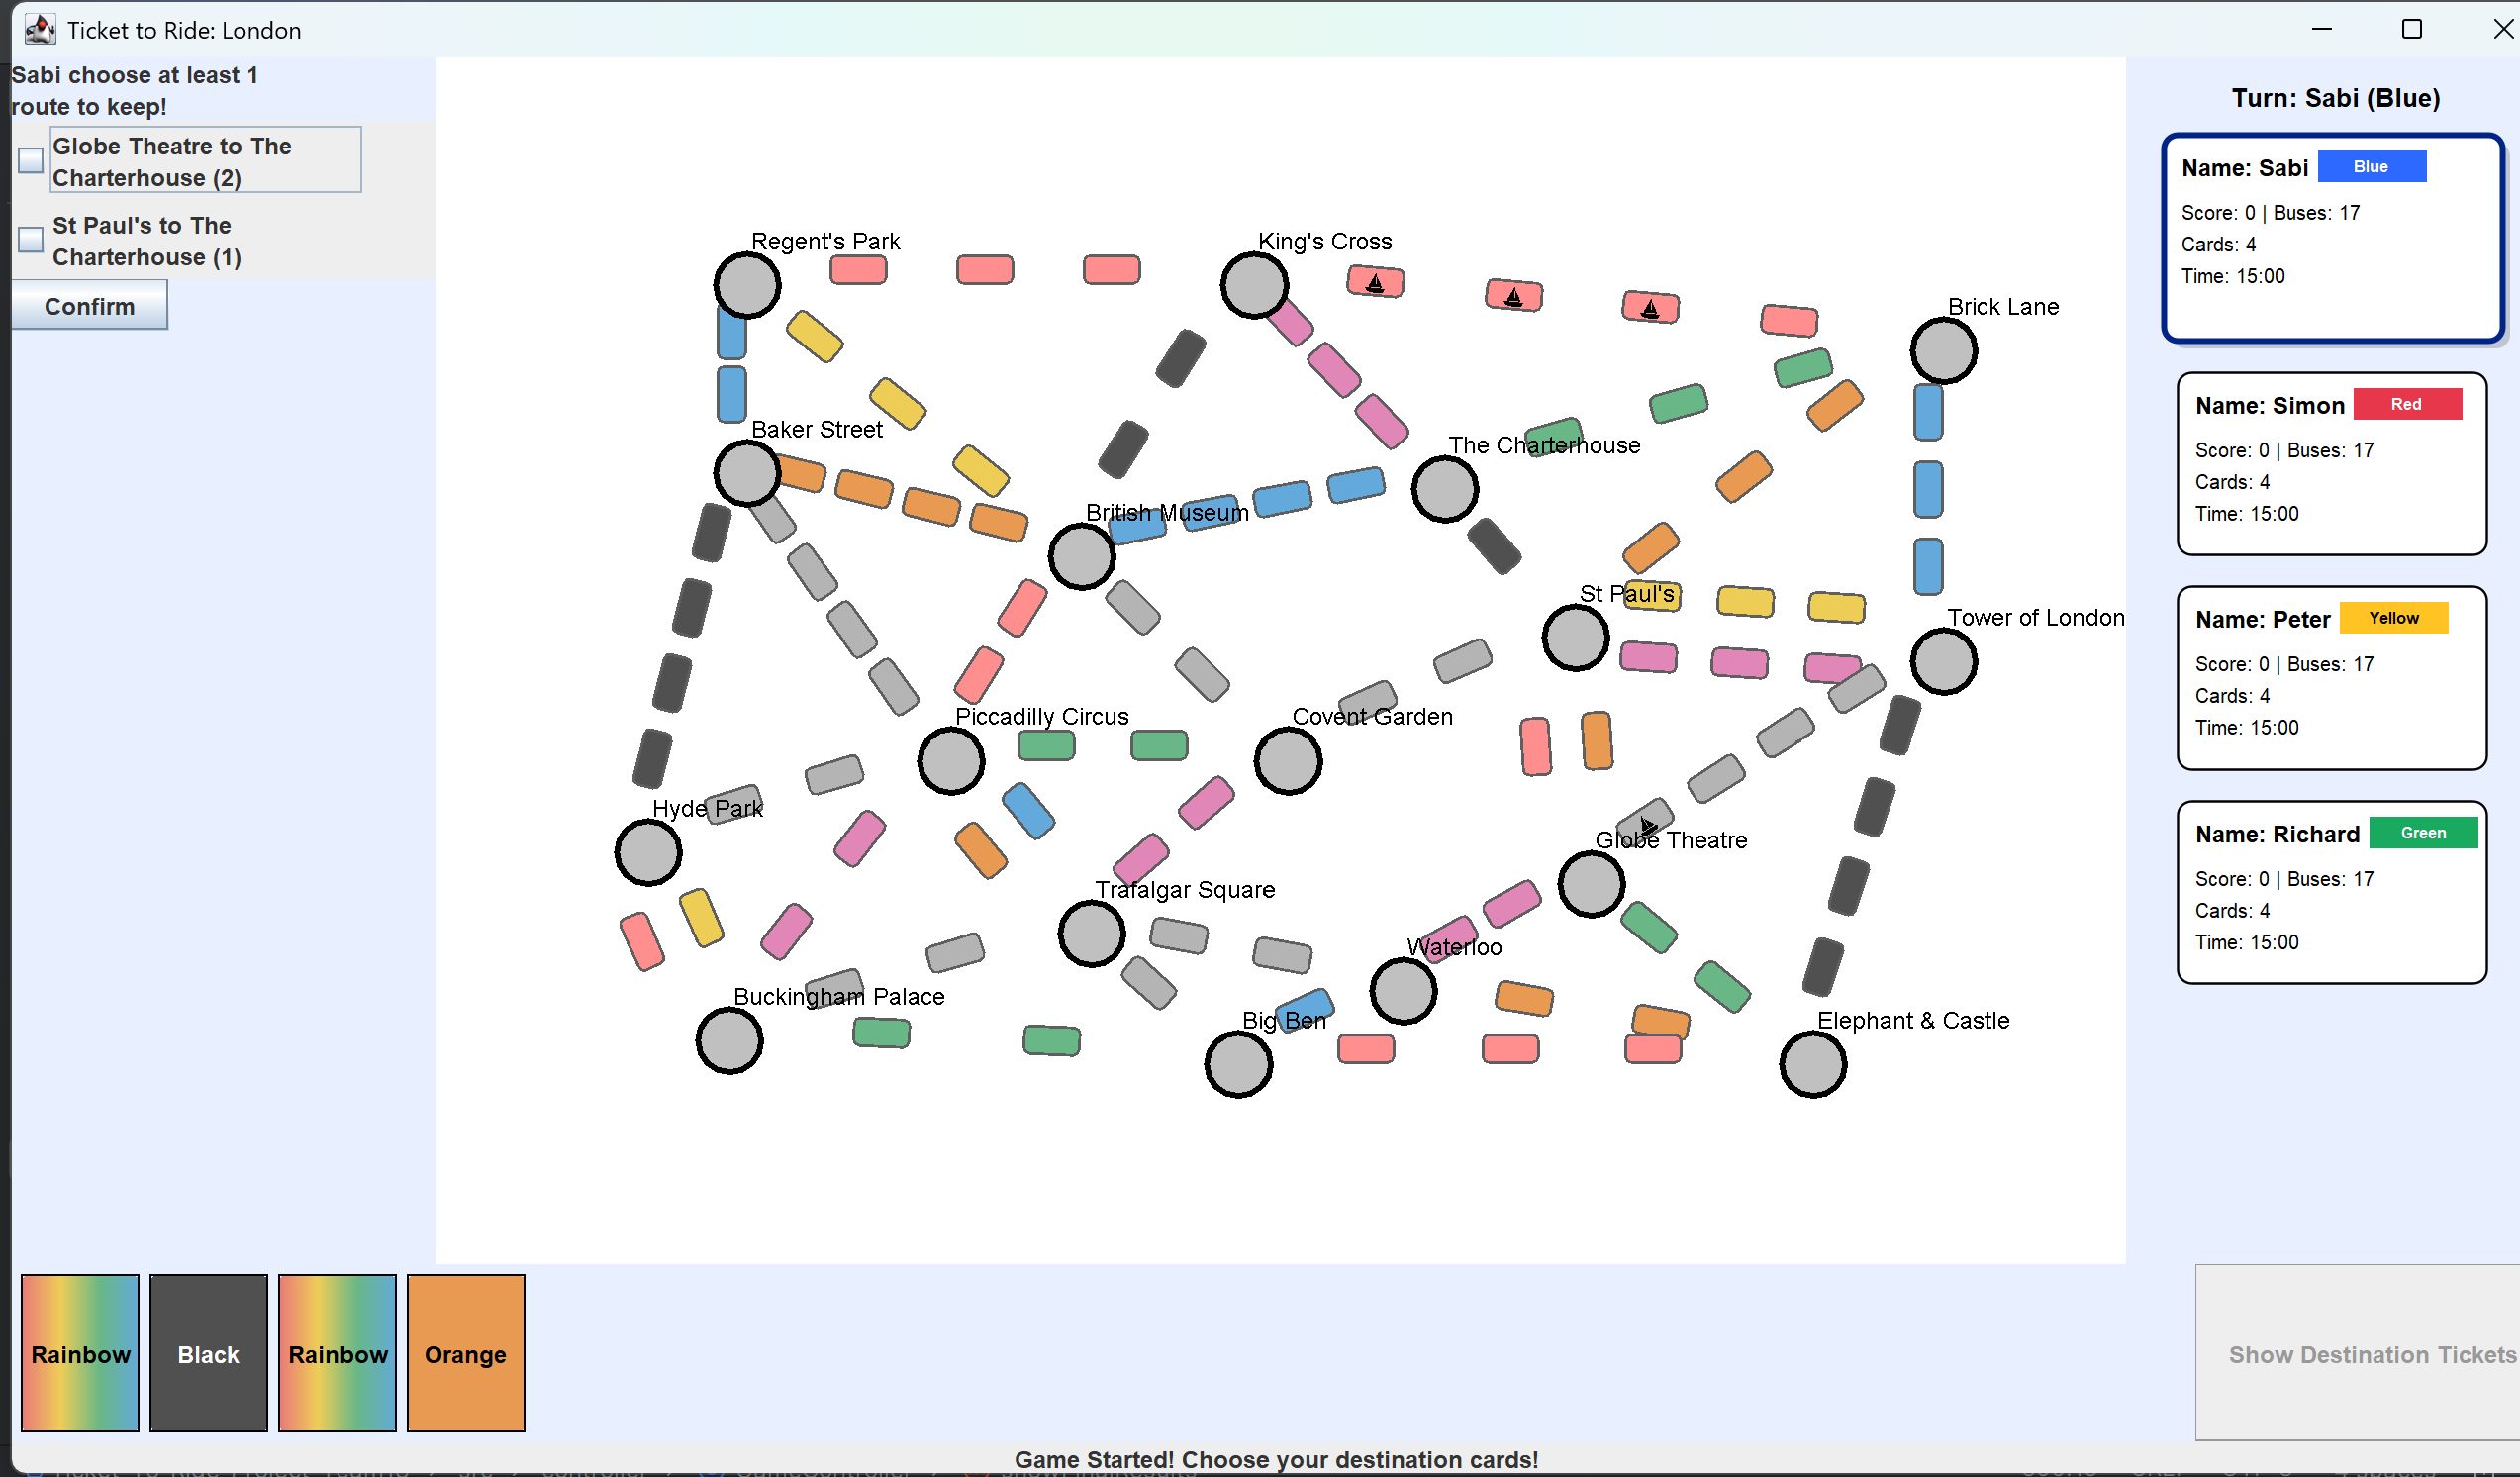 Ticket to Ride: London
Sabi choose at least 1
route to keep!
Globe Theatre to The
Charterhouse (2)
St Paul's to The
Charterhouse (1)
Confirm
Regent's Park
King's Cross
Brick Lane
Baker Street
The Charterhouse
British Museum
St Paul's
Tower of London
Piccadilly Circus
Covent Garden
Hyde Park
Globe Theatre
Trafalgar Square
Waterloo
Buckingham Palace
Big Ben
Elephant & Castle
Turn: Sabi (Blue)
Name: Sabi Blue
Score: 0 | Buses: 17
Cards: 4
Time: 15:00
Name: Simon Red
Score: 0 | Buses: 17
Cards: 4
Time: 15:00
Name: Peter Yellow
Score: 0 | Buses: 17
Cards: 4
Time: 15:00
Name: Richard Green
Score: 0 | Buses: 17
Cards: 4
Time: 15:00
Rainbow
Black
Rainbow
Orange
Show Destination Tickets
Game Started! Choose your destination cards!